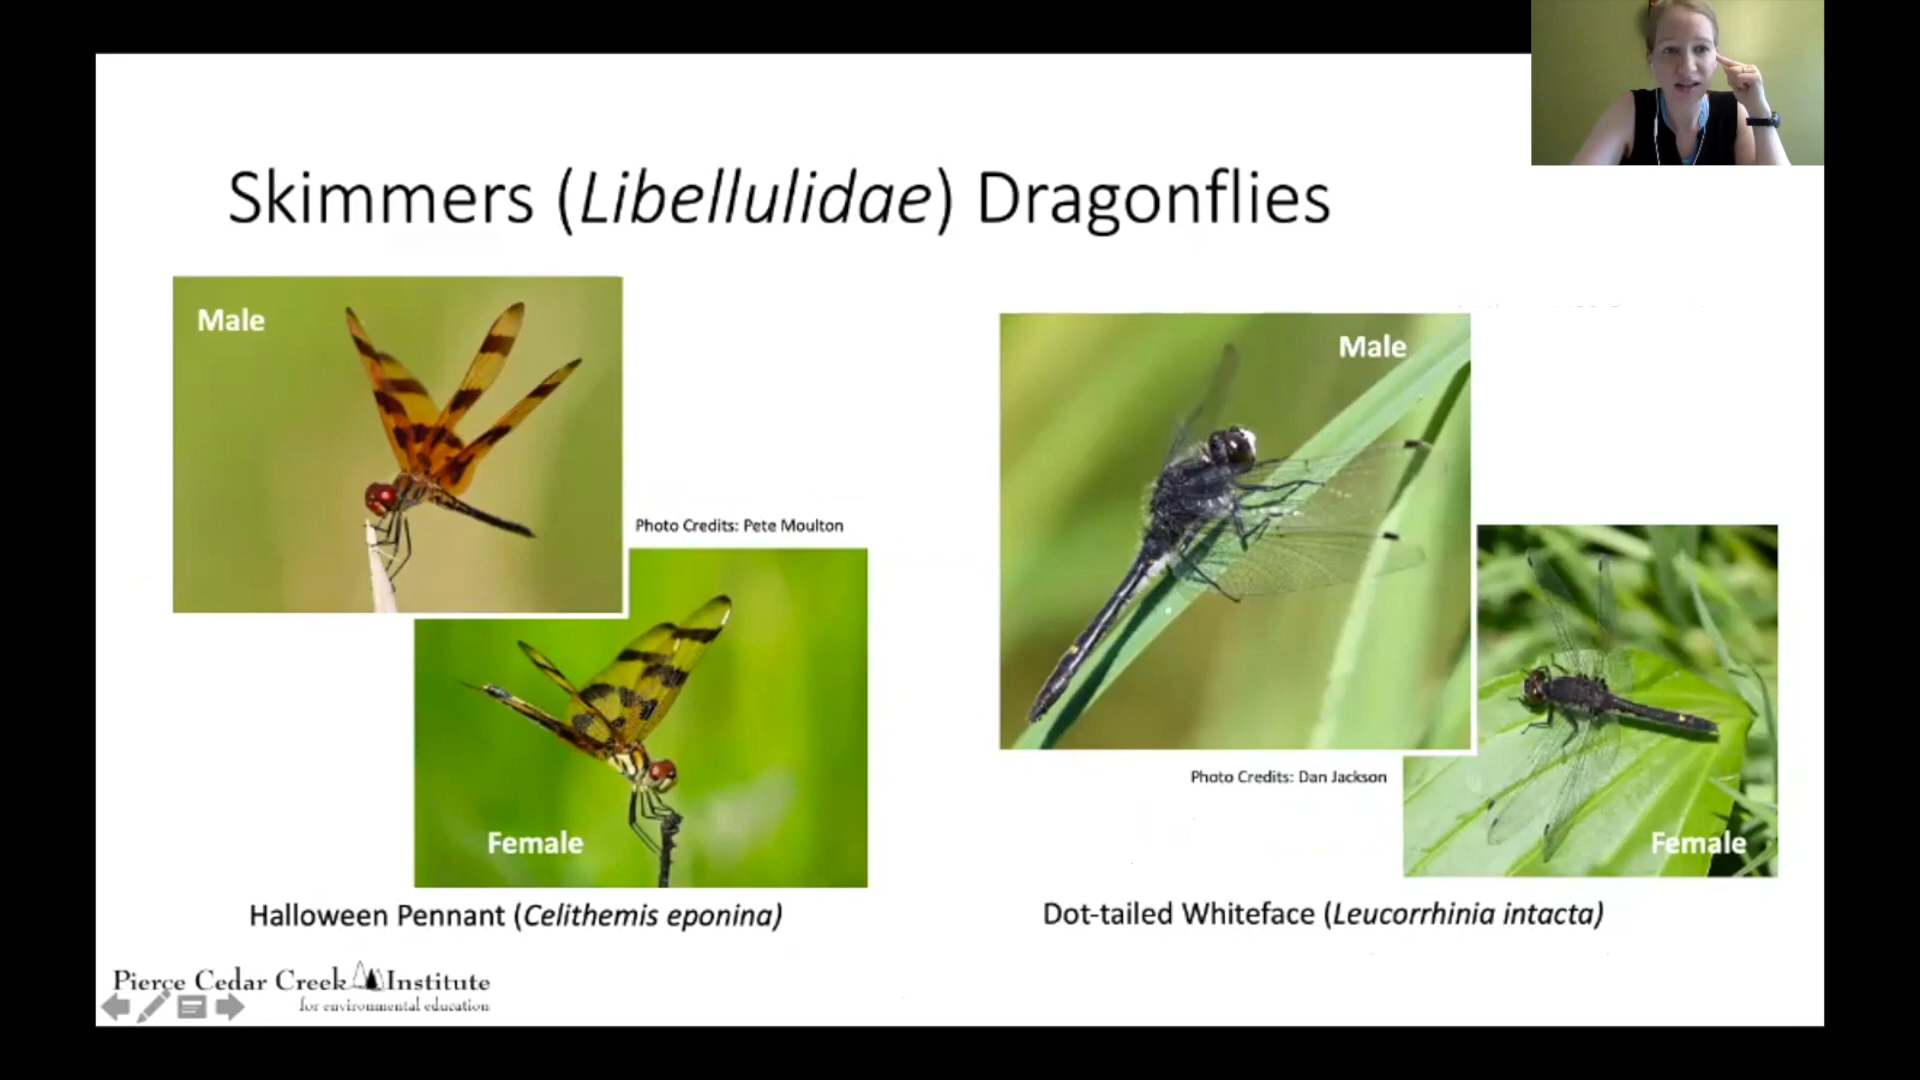 Skimmers (Libellulidae) Dragonflies
Male
Photo Credits: Pete Moulton
Female
Halloween Pennant (Celithemis eponina)
Male
Photo Credits: Dan Jackson
Female
Dot-tailed Whiteface (Leucorrhinia intacta)
Pierce Cedar Creek Institute
for environmental education